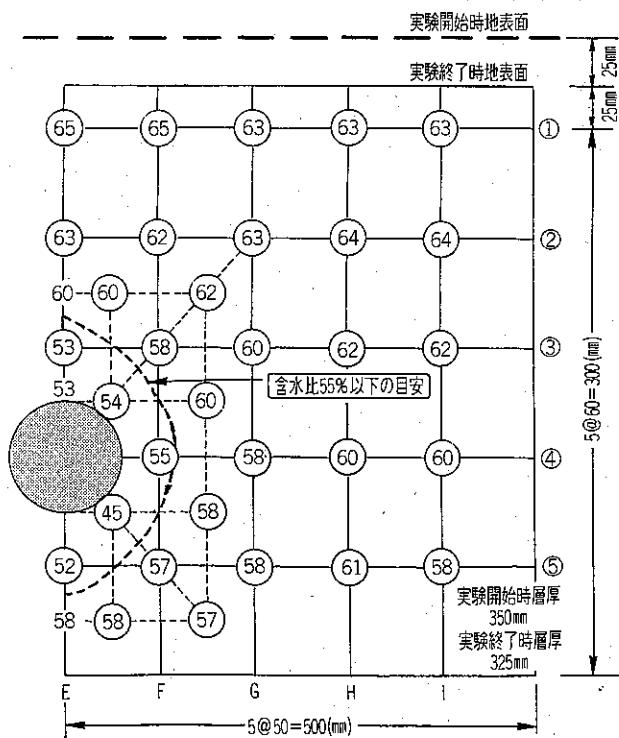 実験開始時地表面
25mm
実験終了時地表面
25mm
65 65 63 63 63 ①
63 62 63 64 64 ②
60 60 62
53 58 60 62 62 ③
53
含水比55%以下の目安
54 60
55 58 60 60 ④
45 58
52 57 58 61 58 ⑤
5@60=300(mm)
実験開始時層厚
350mm
58 58 57
実験終了時層厚
325mm
E F G H I
5@50=500(mm)